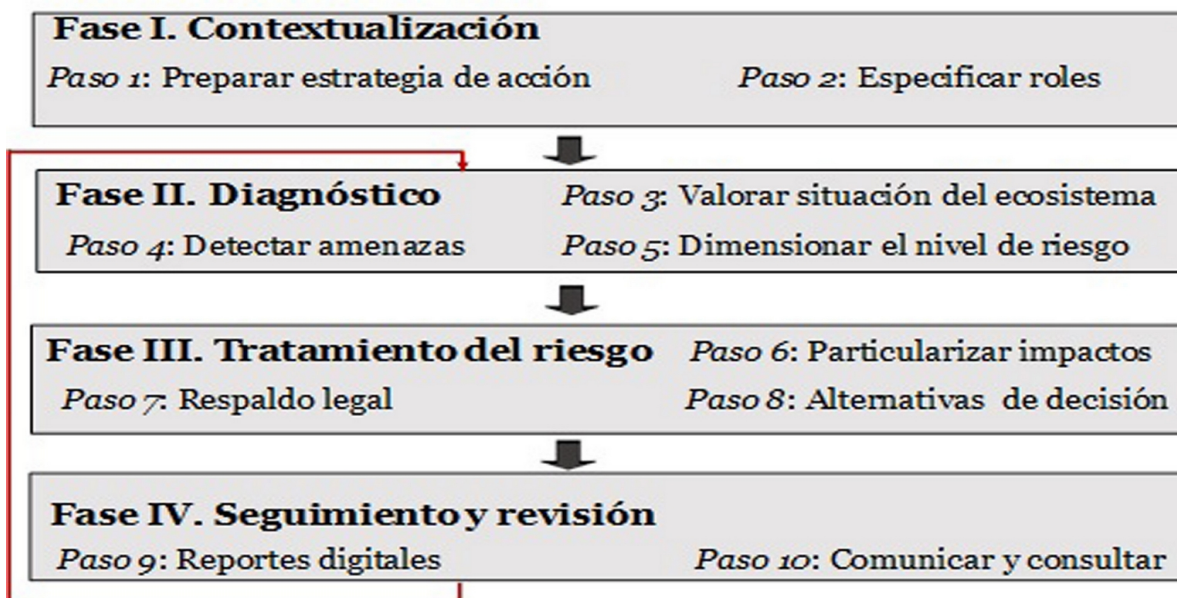 Fase I. Contextualización
Paso 1: Preparar estrategia de acción Paso 2: Especificar roles
Fase II. Diagnóstico Paso 3: Valorar situación del ecosistema
Paso 4: Detectar amenazas Paso 5: Dimensionar el nivel de riesgo
Fase III. Tratamiento del riesgo Paso 6: Particularizar impactos
Paso 7: Respaldo legal Paso 8: Alternativas de decisión
Fase IV. Seguimiento y revisión
Paso 9: Reportes digitales Paso 10: Comunicar y consultar